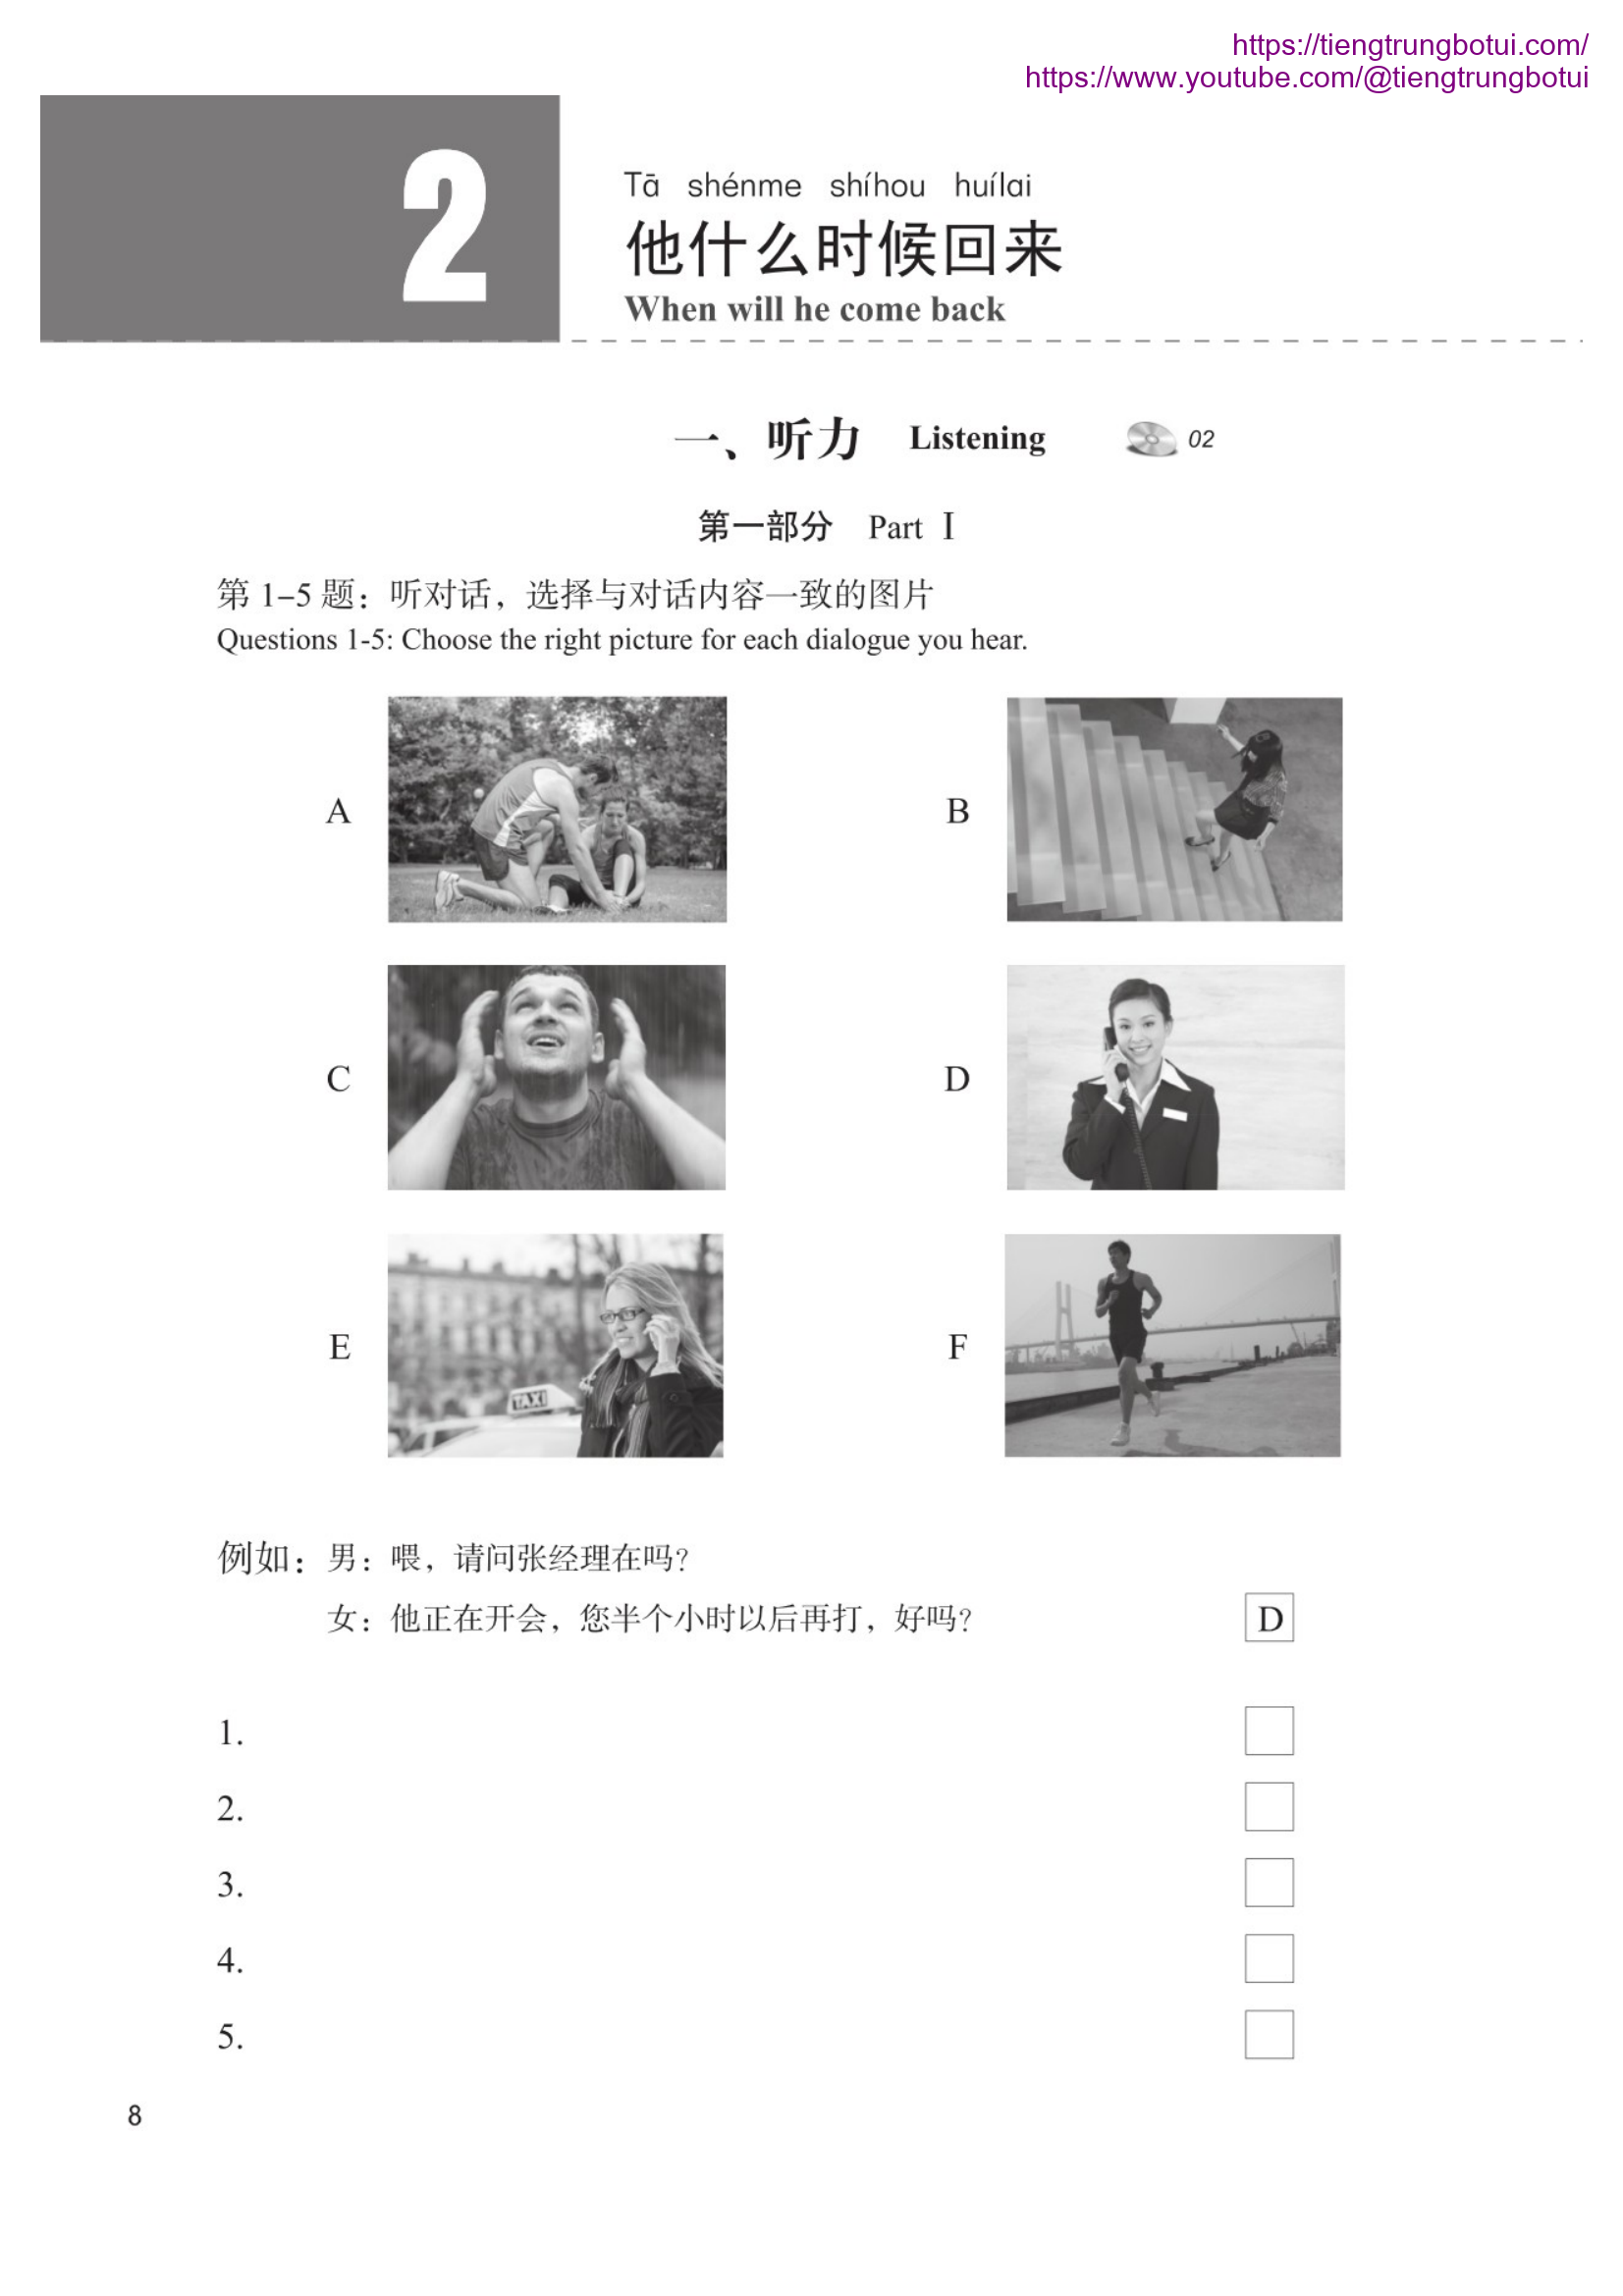 https://tiengtrungbotui.com/
https://www.youtube.com/@tiengtrungbotui
2
Tā shénme shíhou huílai
他什么时候回来
When will he come back
一、听力 Listening 02
第一部分 Part Ⅰ
第 1–5 题：听对话，选择与对话内容一致的图片
Questions 1-5: Choose the right picture for each dialogue you hear.
A
B
C
D
E
TAXI
F
例如：男：喂，请问张经理在吗？
女：他正在开会，您半个小时以后再打，好吗？ D
1.
2.
3.
4.
5.
8